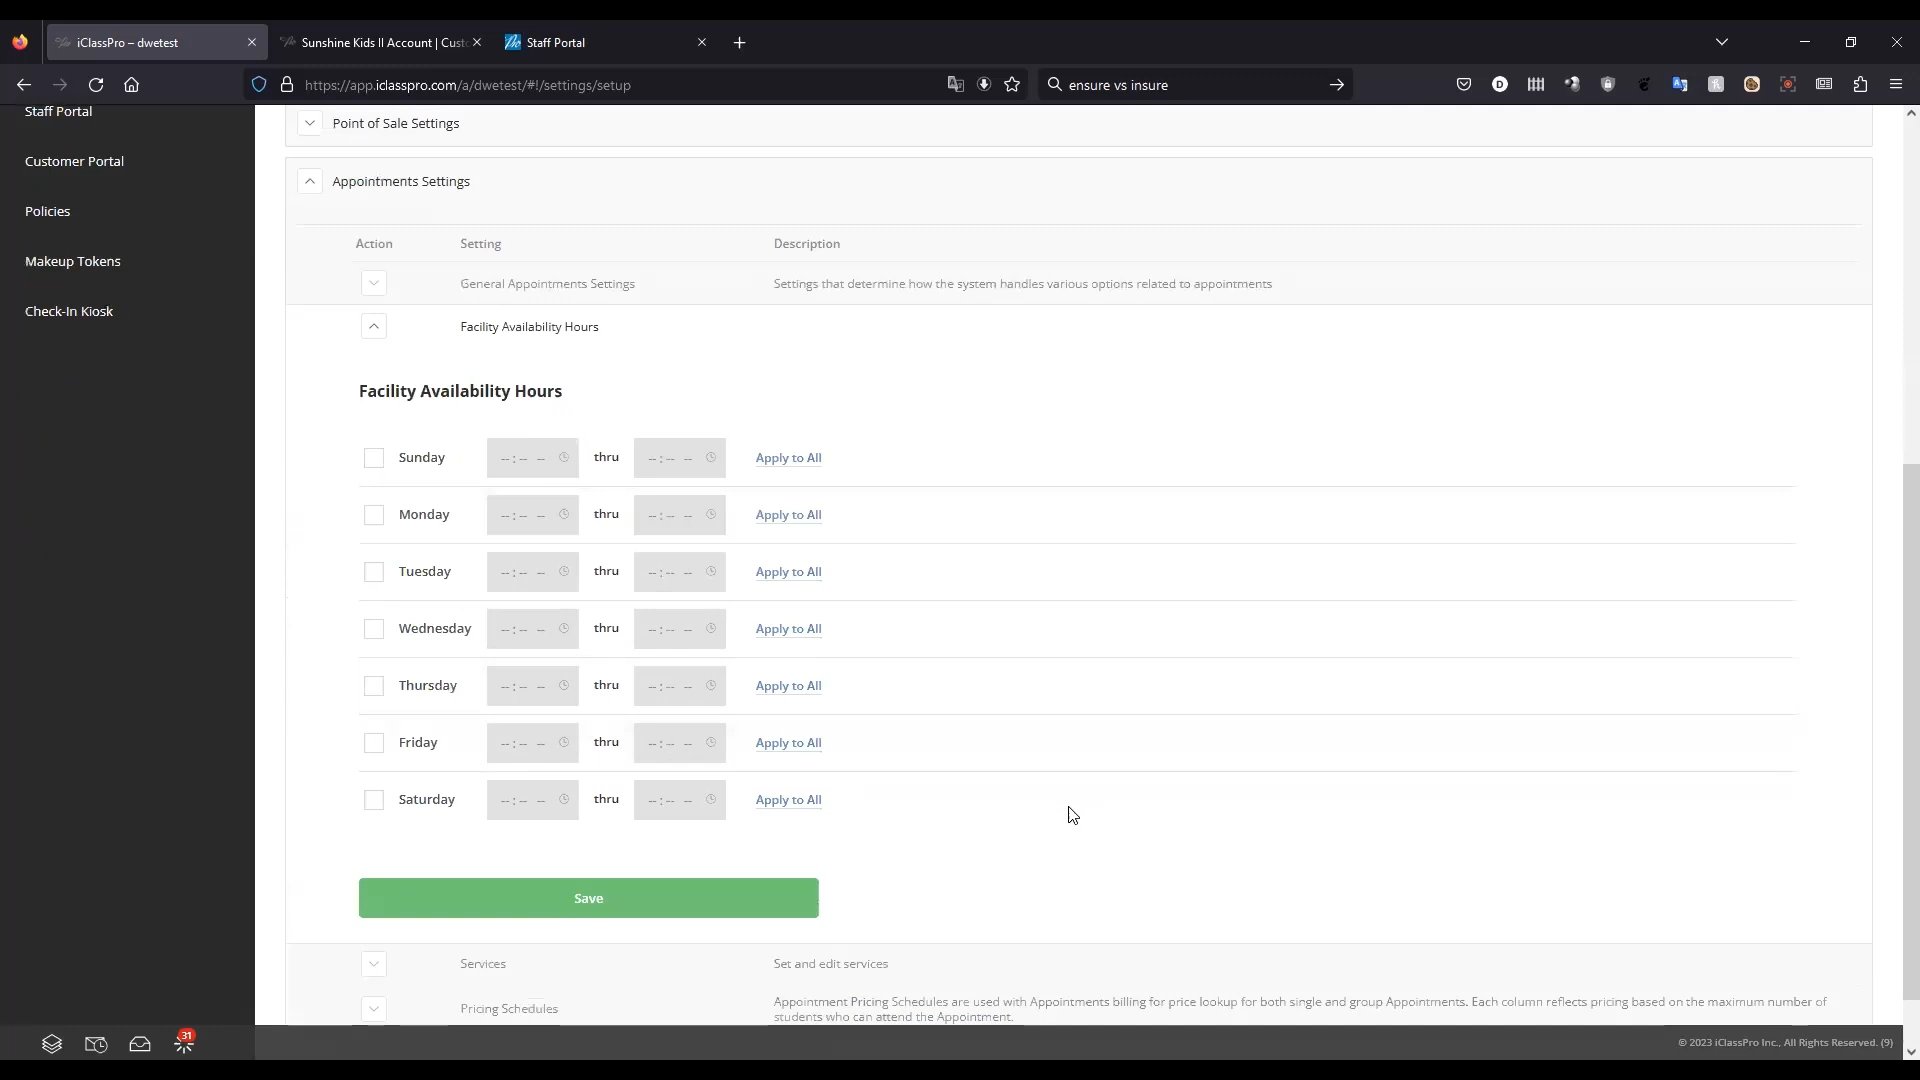 iClassPro – dwetest
Sunshine Kids II Account | Custo
Staff Portal
https://app.iclasspro.com/a/dwetest/#!/settings/setup
ensure vs insure
Staff Portal
Customer Portal
Policies
Makeup Tokens
Check-In Kiosk
Point of Sale Settings
Appointments Settings
Action Setting Description
General Appointments Settings Settings that determine how the system handles various options related to appointments
Facility Availability Hours
Facility Availability Hours
Sunday --:-- -- thru --:-- -- Apply to All
Monday --:-- -- thru --:-- -- Apply to All
Tuesday --:-- -- thru --:-- -- Apply to All
Wednesday --:-- -- thru --:-- -- Apply to All
Thursday --:-- -- thru --:-- -- Apply to All
Friday --:-- -- thru --:-- -- Apply to All
Saturday --:-- -- thru --:-- -- Apply to All
Save
Services Set and edit services
Pricing Schedules Appointment Pricing Schedules are used with Appointments billing for price lookup for both single and group Appointments. Each column reflects pricing based on the maximum number of
students who can attend the Appointment.
31
© 2023 iClassPro Inc., All Rights Reserved. (9)